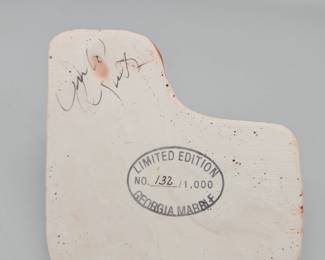 LIMITED EDITION
NO. 132 /1,000
GEORGIA MARBLE